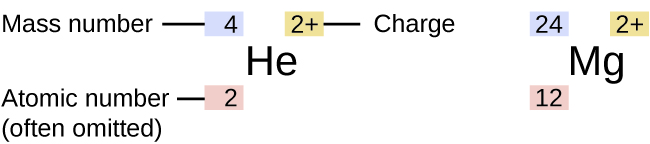 Mass number 4 2+ Charge 24 2+
He Mg
Atomic number 2 12
(often omitted)